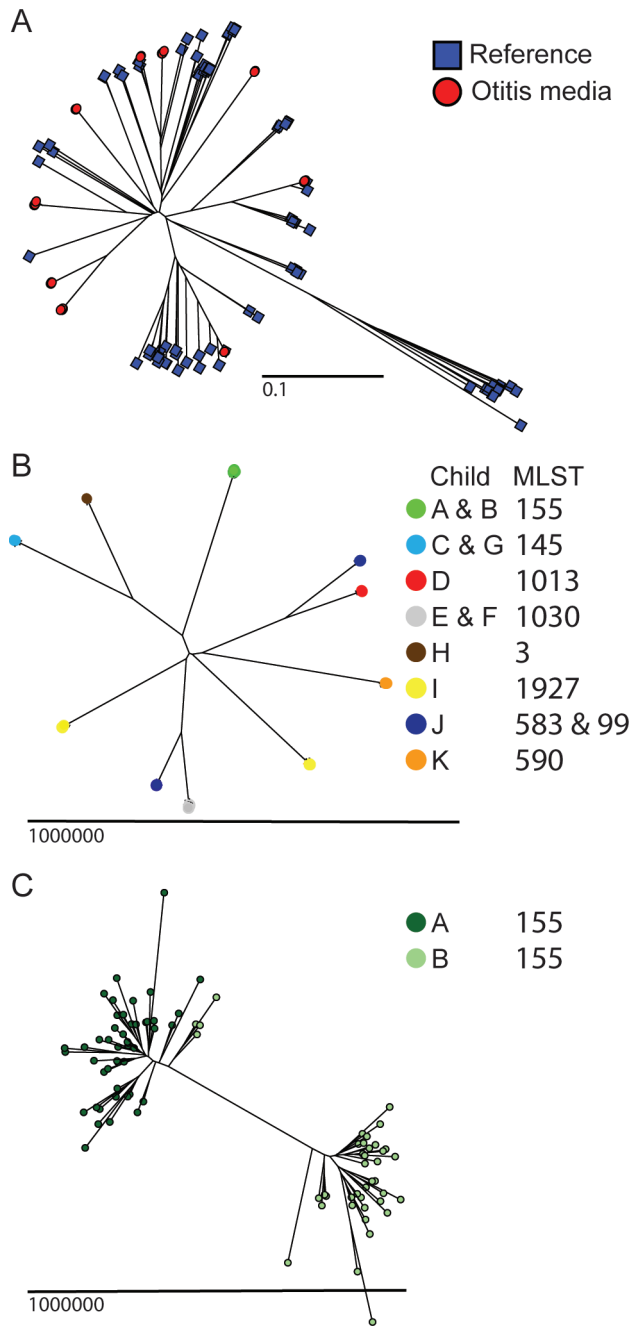 A
Reference
Otitis media
0.1
B
Child MLST
A & B 155
C & G 145
D 1013
E & F 1030
H 3
I 1927
J 583 & 99
K 590
1000000
C
A 155
B 155
1000000